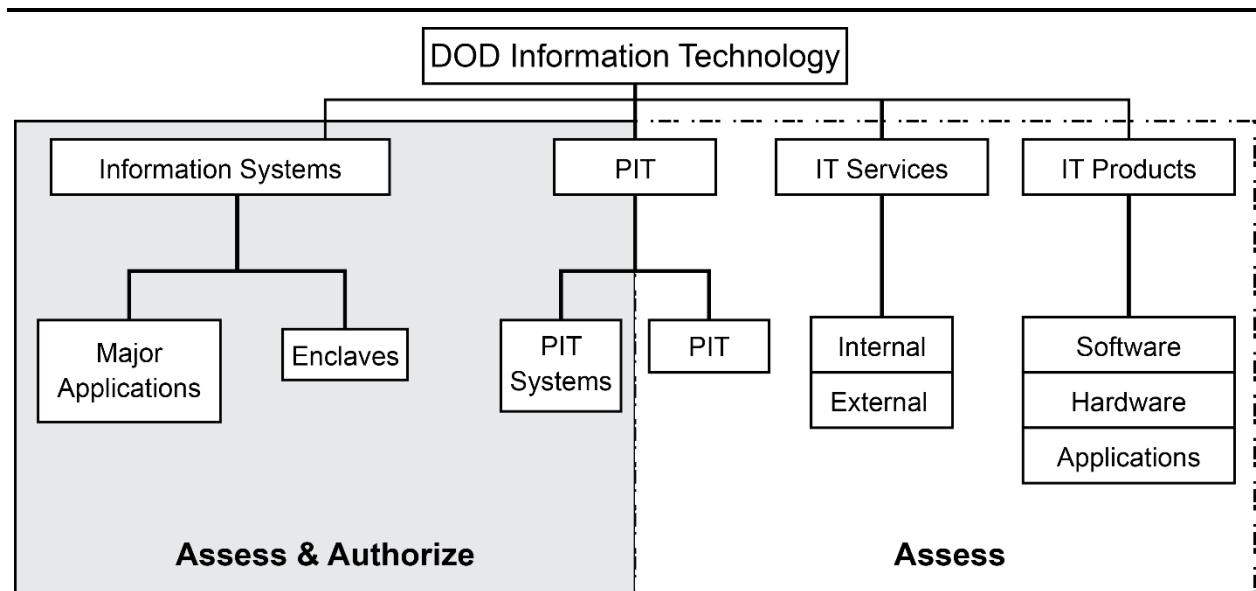 DOD Information Technology
Information Systems
PIT
IT Services
IT Products
Major
Applications
Enclaves
PIT
Systems
PIT
Internal
External
Software
Hardware
Applications
Assess & Authorize
Assess